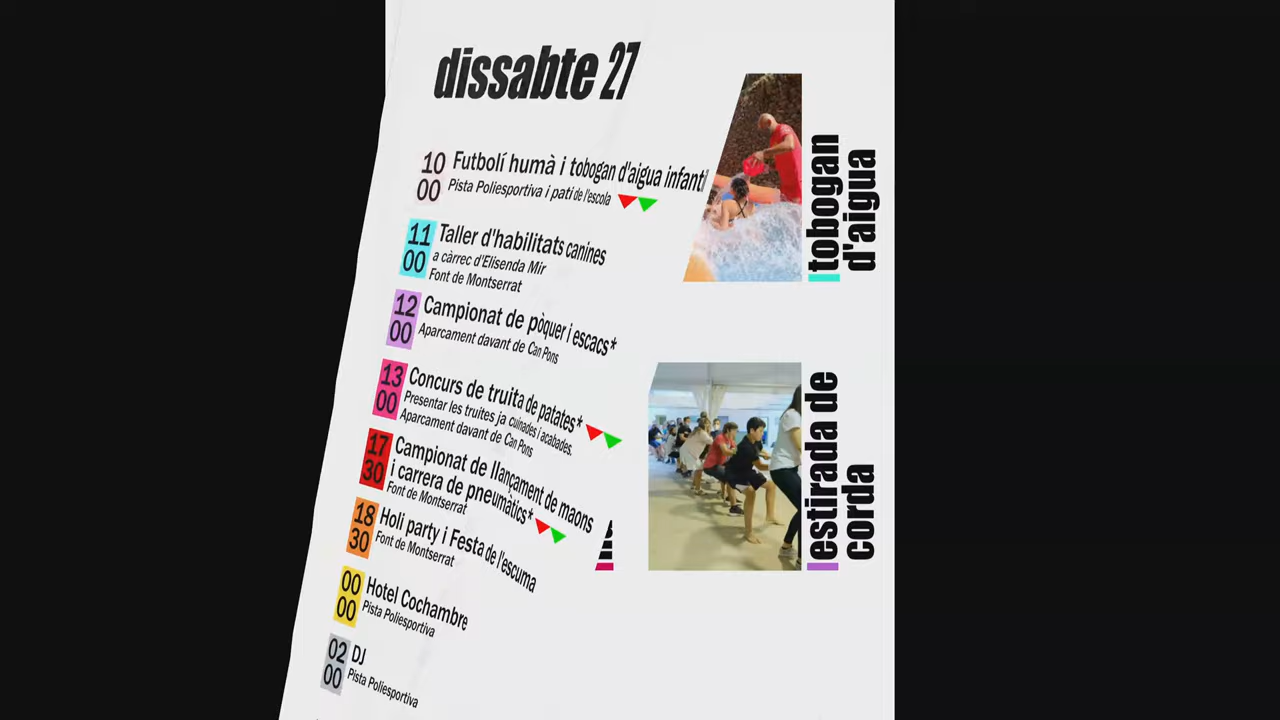 dissabte 27
10
00
Futbolí humà i tobogan d'aigua infantil
Pista Poliesportiva i pati de l'escola
11
00
Taller d'habilitats canines
a càrrec d'Elisenda Mir
Font de Montserrat
12
00
Campionat de pòquer i escacs*
Aparcament davant de Can Pons
13
00
Concurs de truita de patates*
Presentar les truites ja cuinades i acabades.
Aparcament davant de Can Pons
17
30
Campionat de llançament de maons
i carrera de pneumàtics*
Font de Montserrat
18
30
Holi party i Festa de l'escuma
Font de Montserrat
00
00
Hotel Cochambre
Pista Poliesportiva
02
00
DJ
Pista Poliesportiva
tobogan
d'aigua
estirada de
corda